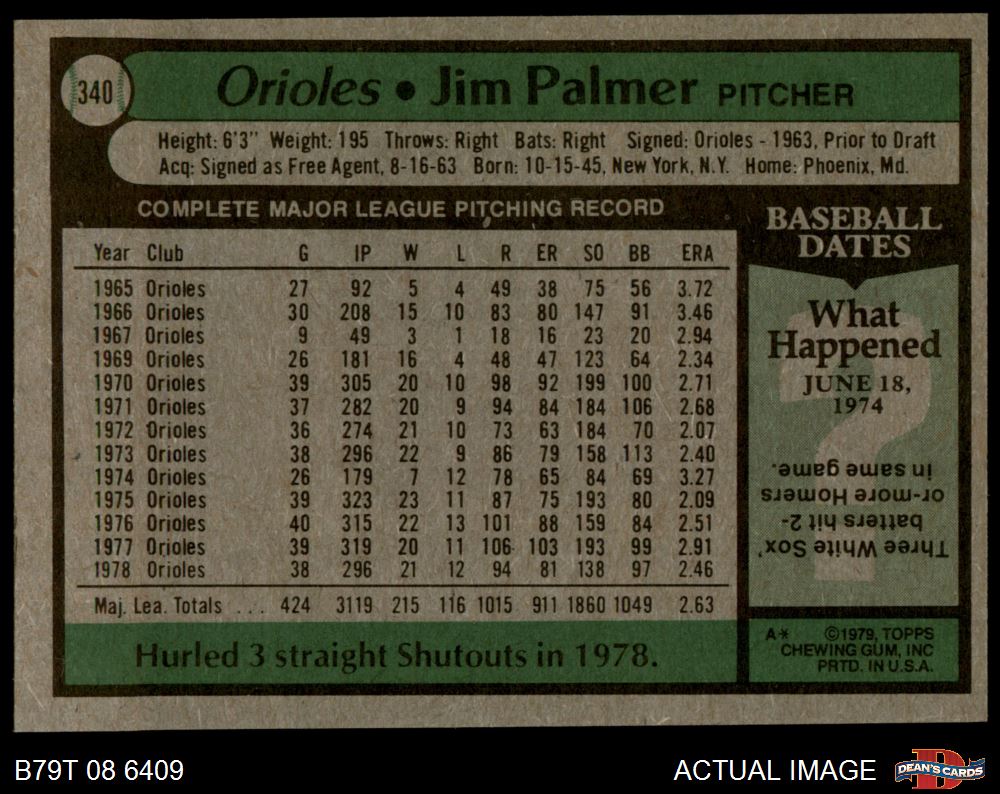 340
Orioles • Jim Palmer PITCHER
Height: 6'3" Weight: 195 Throws: Right Bats: Right Signed: Orioles - 1963, Prior to Draft
Acq: Signed as Free Agent, 8-16-63 Born: 10-15-45, New York, N.Y. Home: Phoenix, Md.
COMPLETE MAJOR LEAGUE PITCHING RECORD
Year Club G IP W L R ER SO BB ERA
1965 Orioles 27 92 5 4 49 38 75 56 3.72
1966 Orioles 30 208 15 10 83 80 147 91 3.46
1967 Orioles 9 49 3 1 18 16 23 20 2.94
1969 Orioles 26 181 16 4 48 47 123 64 2.34
1970 Orioles 39 305 20 10 98 92 199 100 2.71
1971 Orioles 37 282 20 9 94 84 184 106 2.68
1972 Orioles 36 274 21 10 73 63 184 70 2.07
1973 Orioles 38 296 22 9 86 79 158 113 2.40
1974 Orioles 26 179 7 12 78 65 84 69 3.27
1975 Orioles 39 323 23 11 87 75 193 80 2.09
1976 Orioles 40 315 22 13 101 88 159 84 2.51
1977 Orioles 39 319 20 11 106 103 193 99 2.91
1978 Orioles 38 296 21 12 94 81 138 97 2.46
Maj. Lea. Totals . . . 424 3119 215 116 1015 911 1860 1049 2.63
Hurled 3 straight Shutouts in 1978.
BASEBALL
DATES
What
Happened
JUNE 18,
1974
?
Three White Sox'
batters hit 2-
or-more Homers
in same game.
A* ©1979, TOPPS
CHEWING GUM, INC
PRTD. IN U.S.A.
B79T 08 6409
ACTUAL IMAGE
D
DEAN'S CARDS